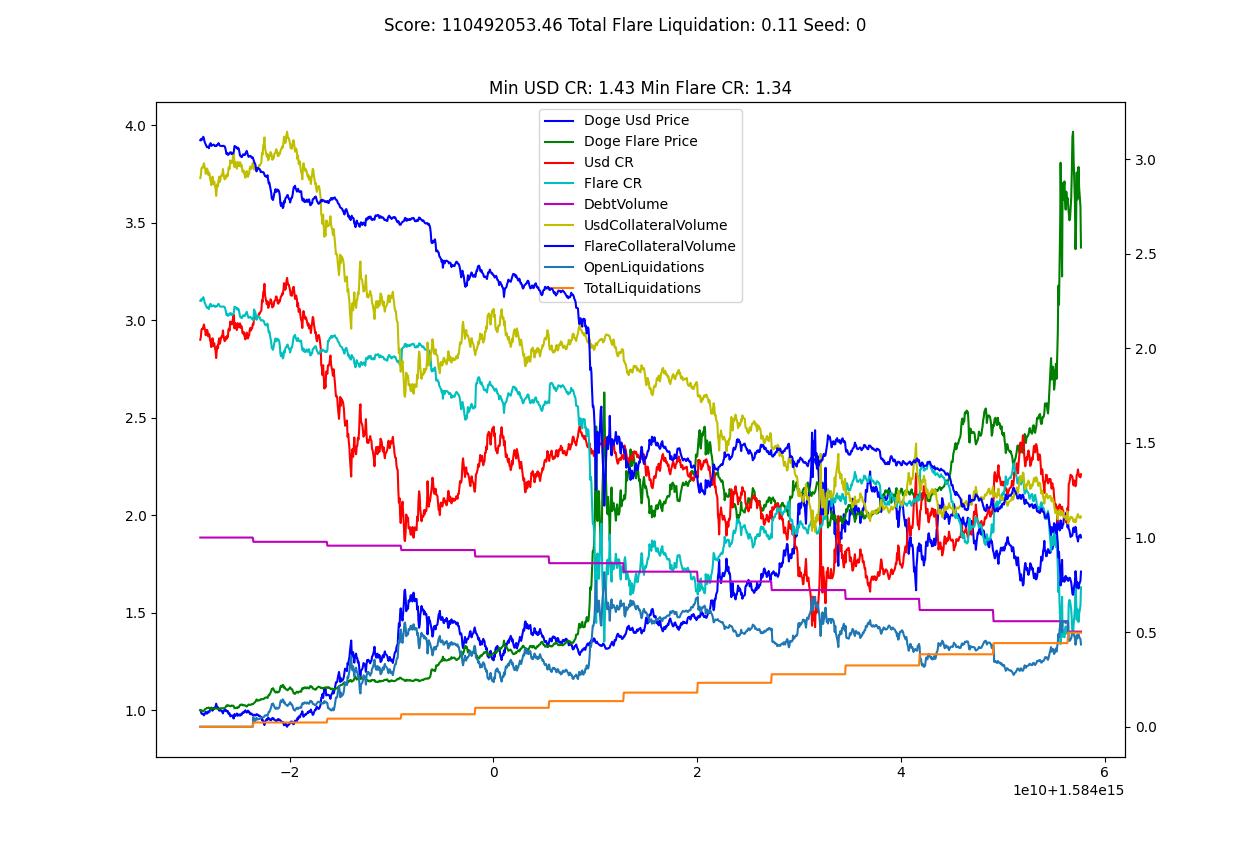 Score: 110492053.46 Total Flare Liquidation: 0.11 Seed: 0
Min USD CR: 1.43 Min Flare CR: 1.34
Doge Usd Price
Doge Flare Price
Usd CR
Flare CR
DebtVolume
UsdCollateralVolume
FlareCollateralVolume
OpenLiquidations
TotalLiquidations
4.0
3.5
3.0
2.5
2.0
1.5
1.0
3.0
2.5
2.0
1.5
1.0
0.5
0.0
−2 0 2 4 6
1e10+1.584e15